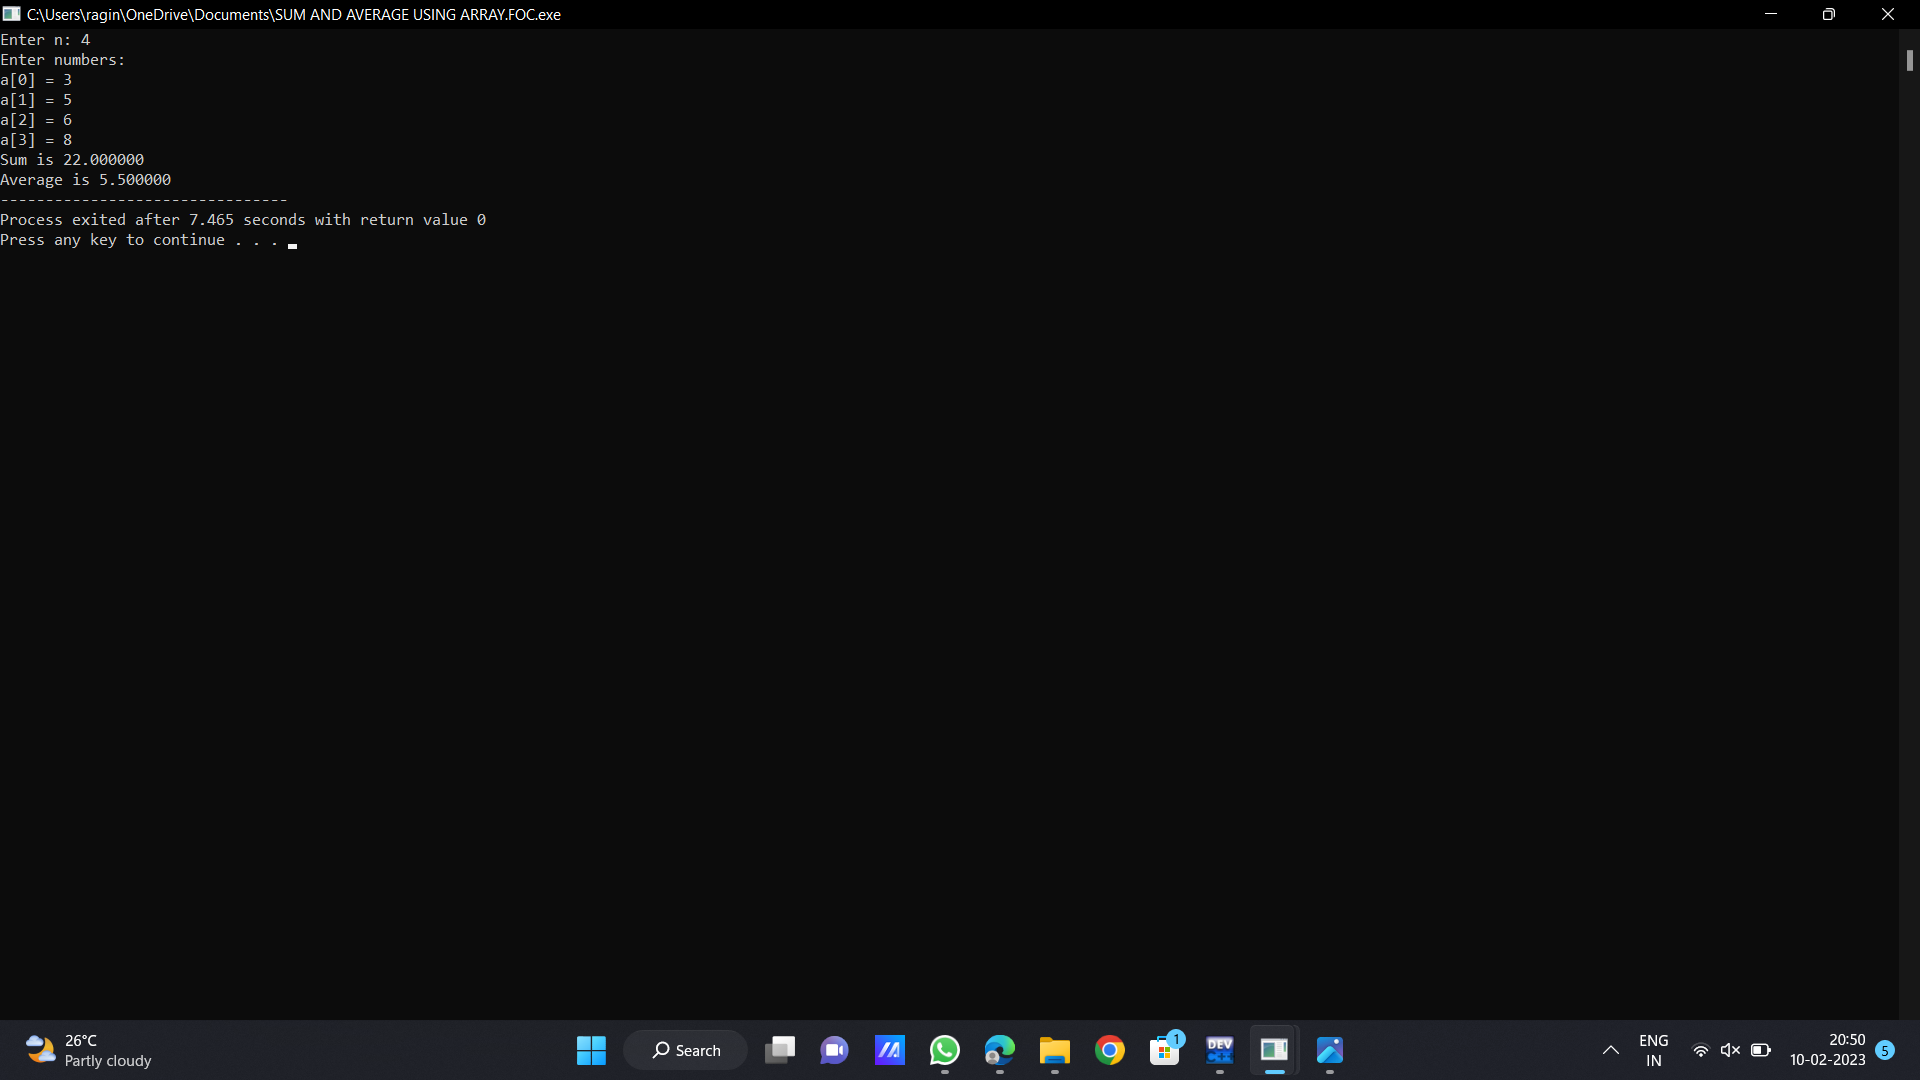 C:\Users\ragin\OneDrive\Documents\SUM AND AVERAGE USING ARRAY.FOC.exe
Enter n: 4
Enter numbers:
a[0] = 3
a[1] = 5
a[2] = 6
a[3] = 8
Sum is 22.000000
Average is 5.500000
--------------------------------
Process exited after 7.465 seconds with return value 0
Press any key to continue . . .
26°C
Partly cloudy
Search
1
DEV
C++
ENG
IN
20:50
10-02-2023
5